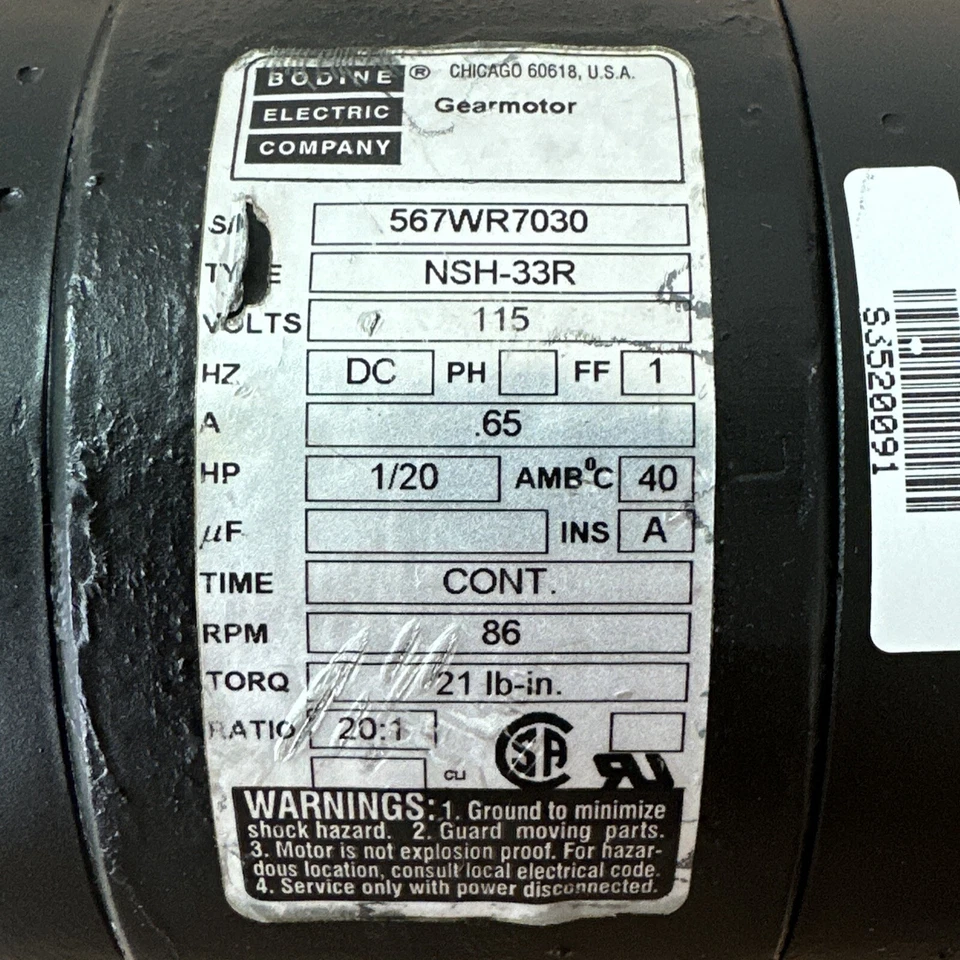 BODINE ® CHICAGO 60618, U.S.A.
ELECTRIC Gearmotor
COMPANY
567WR7030
TYPE NSH-33R
VOLTS 115
HZ DC PH FF 1
A .65
HP 1/20 AMB°C 40
µF INS A
TIME CONT.
RPM 86
TORQ 21 lb-in.
RATIO 20:1
WARNINGS: 1. Ground to minimize
shock hazard. 2. Guard moving parts.
3. Motor is not explosion proof. For hazar-
dous location, consult local electrical code.
4. Service only with power disconnected.
S3520091